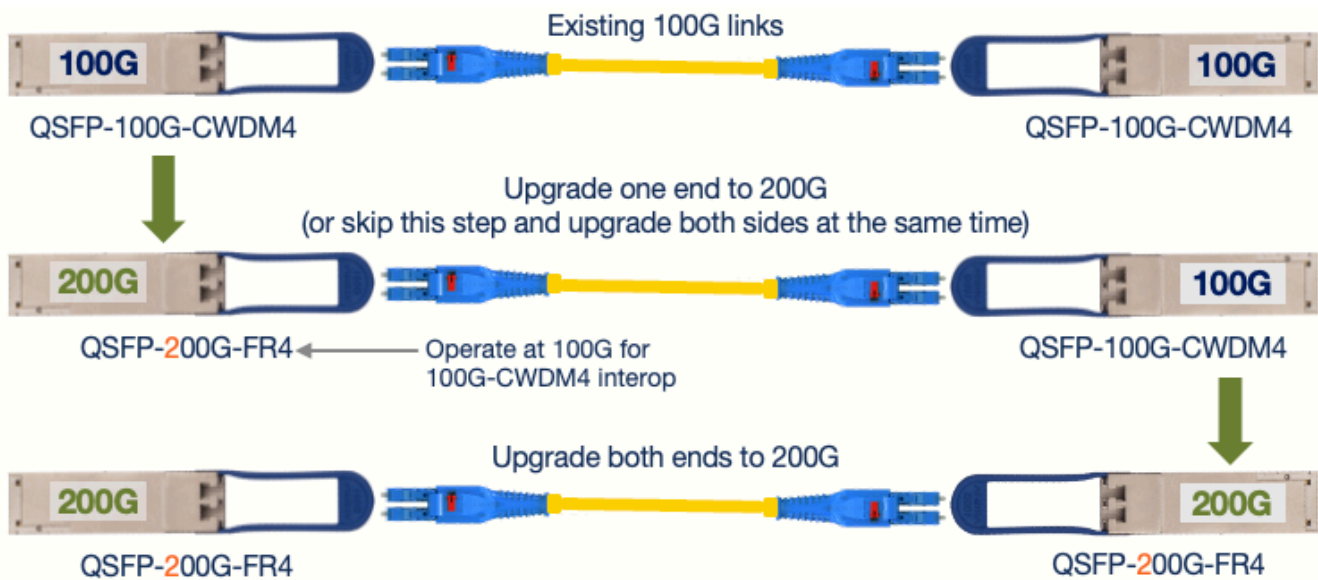 Existing 100G links
100G
100G
QSFP-100G-CWDM4
QSFP-100G-CWDM4
Upgrade one end to 200G
(or skip this step and upgrade both sides at the same time)
200G
100G
QSFP-200G-FR4
Operate at 100G for
100G-CWDM4 interop
QSFP-100G-CWDM4
Upgrade both ends to 200G
200G
200G
QSFP-200G-FR4
QSFP-200G-FR4